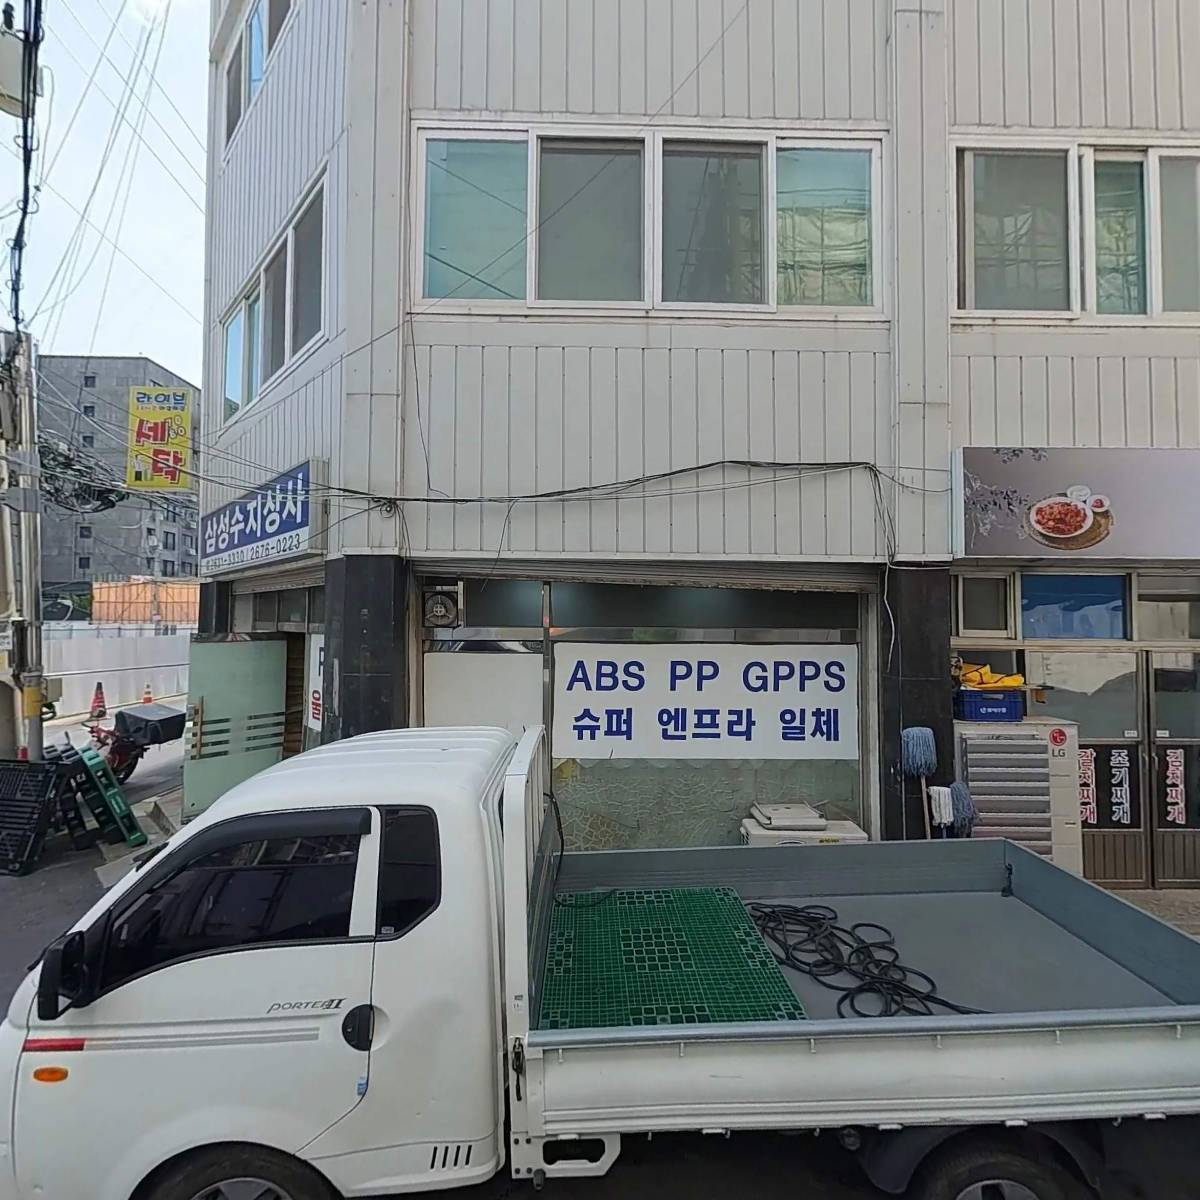 라이브
세탁
삼성수지상사
2676-0223
ABS PP GPPS
슈퍼 엔프라 일체
LG
갈치찌개
조기찌개
김치찌개
PORTER II